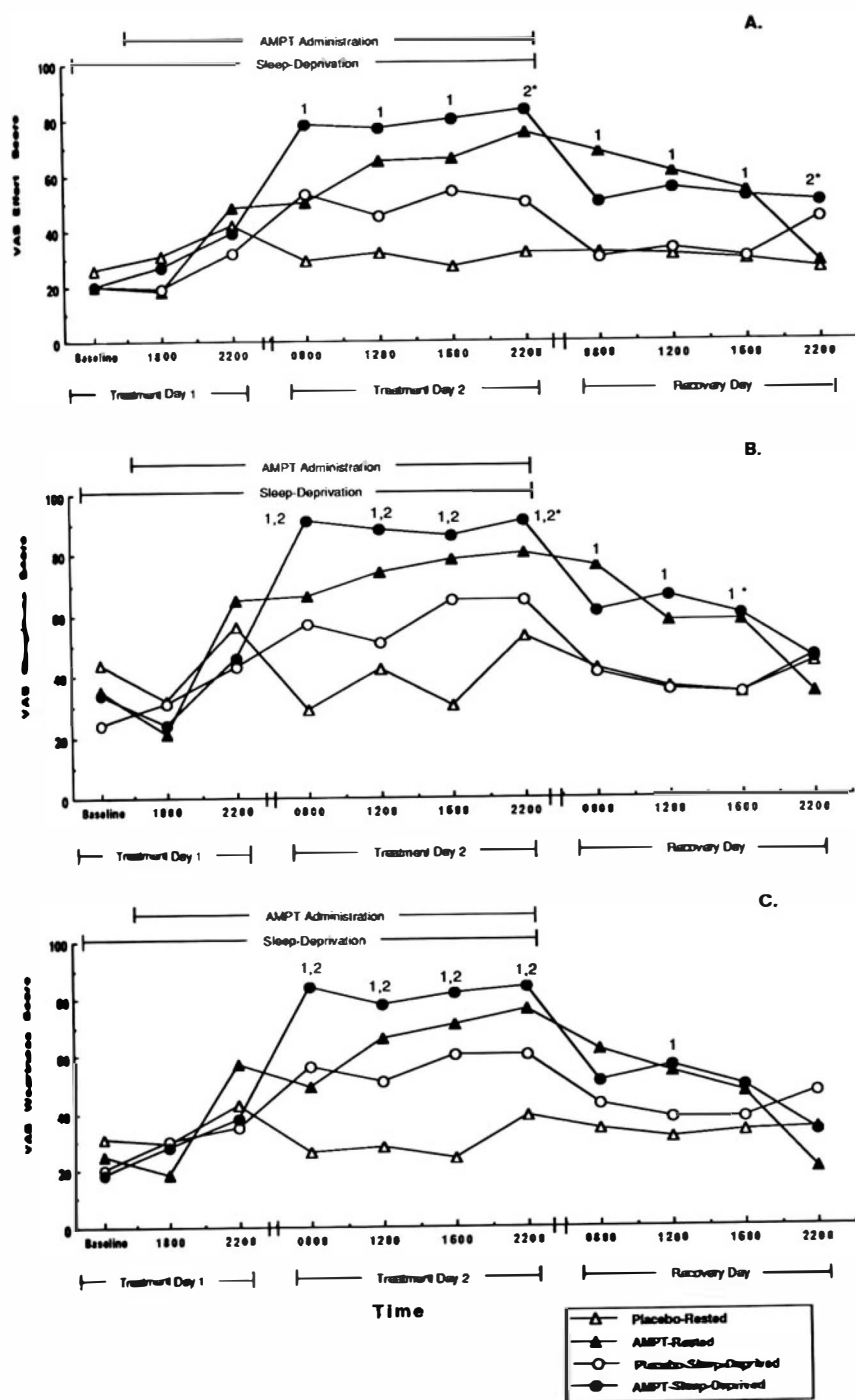 A.
AMPT Administration
Sleep-Deprivation
100
80
60
40
20
0
VAS Effort Score
1 1 1 2* 1 1 1 2*
Baseline 1800 2200 0800 1200 1600 2200 0800 1200 1600 2200
Treatment Day 1 Treatment Day 2 Recovery Day
B.
AMPT Administration
Sleep-Deprivation
100
80
60
40
20
0
VAS Score
1,2 1,2 1,2 1,2* 1 1 1 *
Baseline 1800 2200 0800 1200 1600 2200 0800 1200 1600 2200
Treatment Day 1 Treatment Day 2 Recovery Day
C.
AMPT Administration
Sleep-Deprivation
100
80
60
40
20
0
VAS Weariness Score
1,2 1,2 1,2 1,2 1
Baseline 1800 2200 0800 1200 1600 2200 0800 1200 1600 2200
Treatment Day 1 Treatment Day 2 Recovery Day
Time
Placebo-Rested
AMPT-Rested
Placebo-Sleep-Deprived
AMPT-Sleep-Deprived